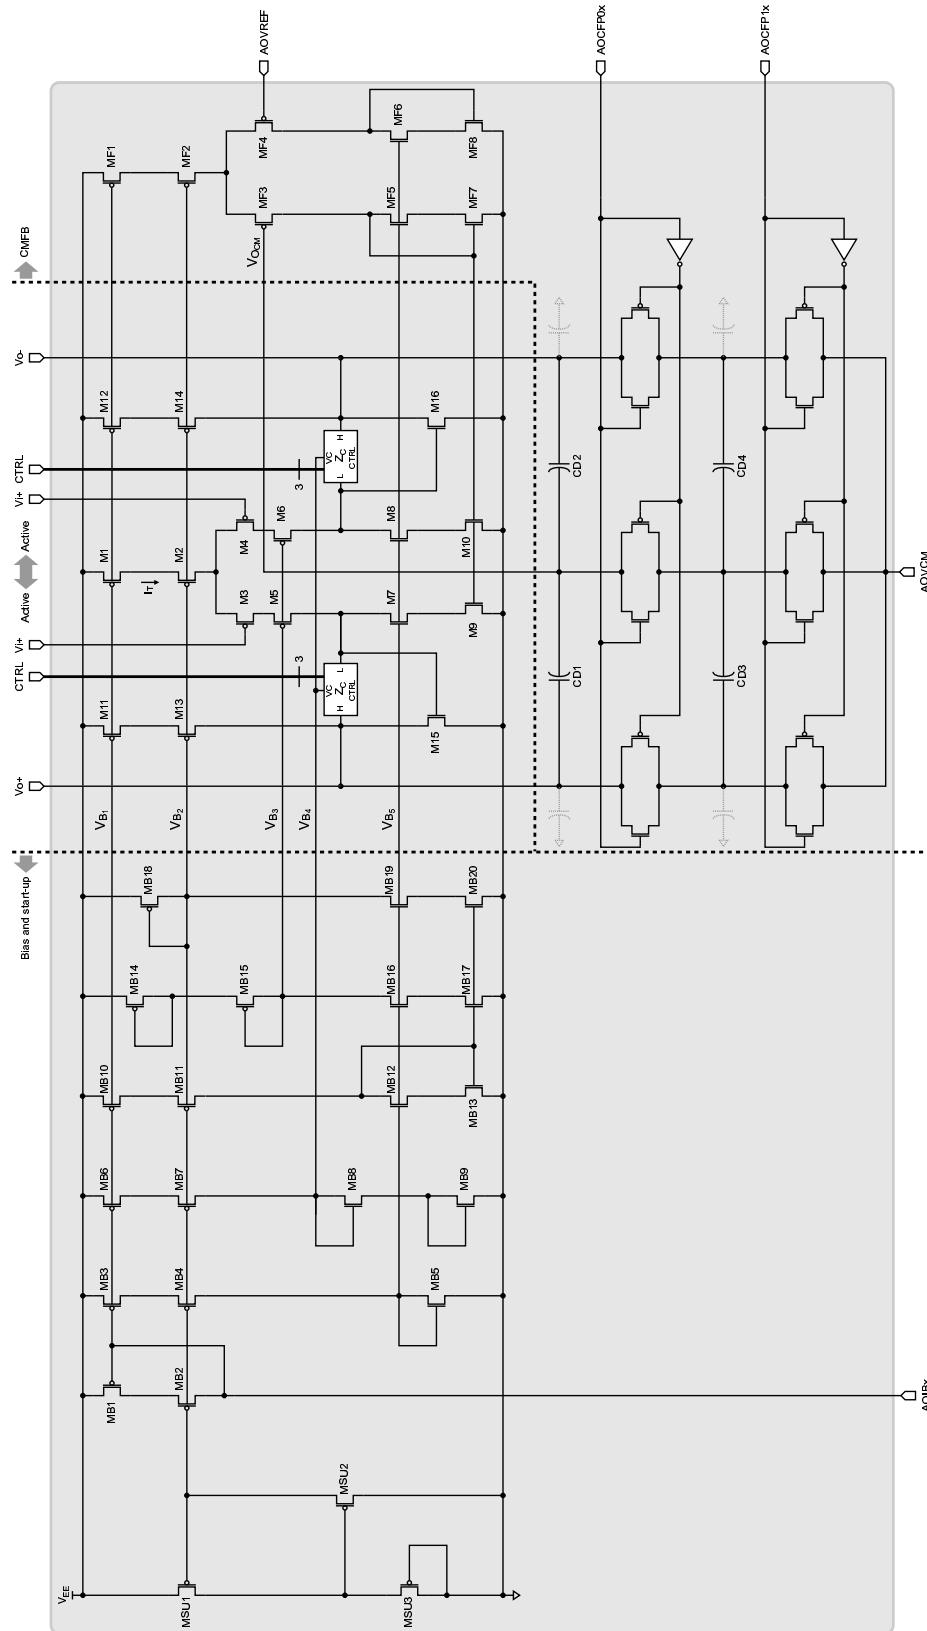 AOVREF
AOCFP0x
AOCFP1x
CMFB
MF1
MF2
MF4
MF6
MF8
MF3
MF5
MF7
VOCM
Vo-
M12
M14
M16
CTRL
3
VC
H
ZC
L
CTRL
CD2
CD4
Vi+
M4
M6
M8
M10
Active
Active
M1
IT
M2
M3
M5
M7
M9
AOVCM
Vi+
CTRL
3
VC
L
ZC
H
CTRL
CD1
CD3
M11
M13
M15
Vo+
VB1
VB2
VB3
VB4
VB5
Bias and start-up
MB18
MB19
MB20
MB14
MB15
MB16
MB17
MB10
MB11
MB12
MB13
MB6
MB7
MB8
MB9
MB3
MB4
MB5
MB1
MB2
MSU2
VEE
MSU1
MSU3